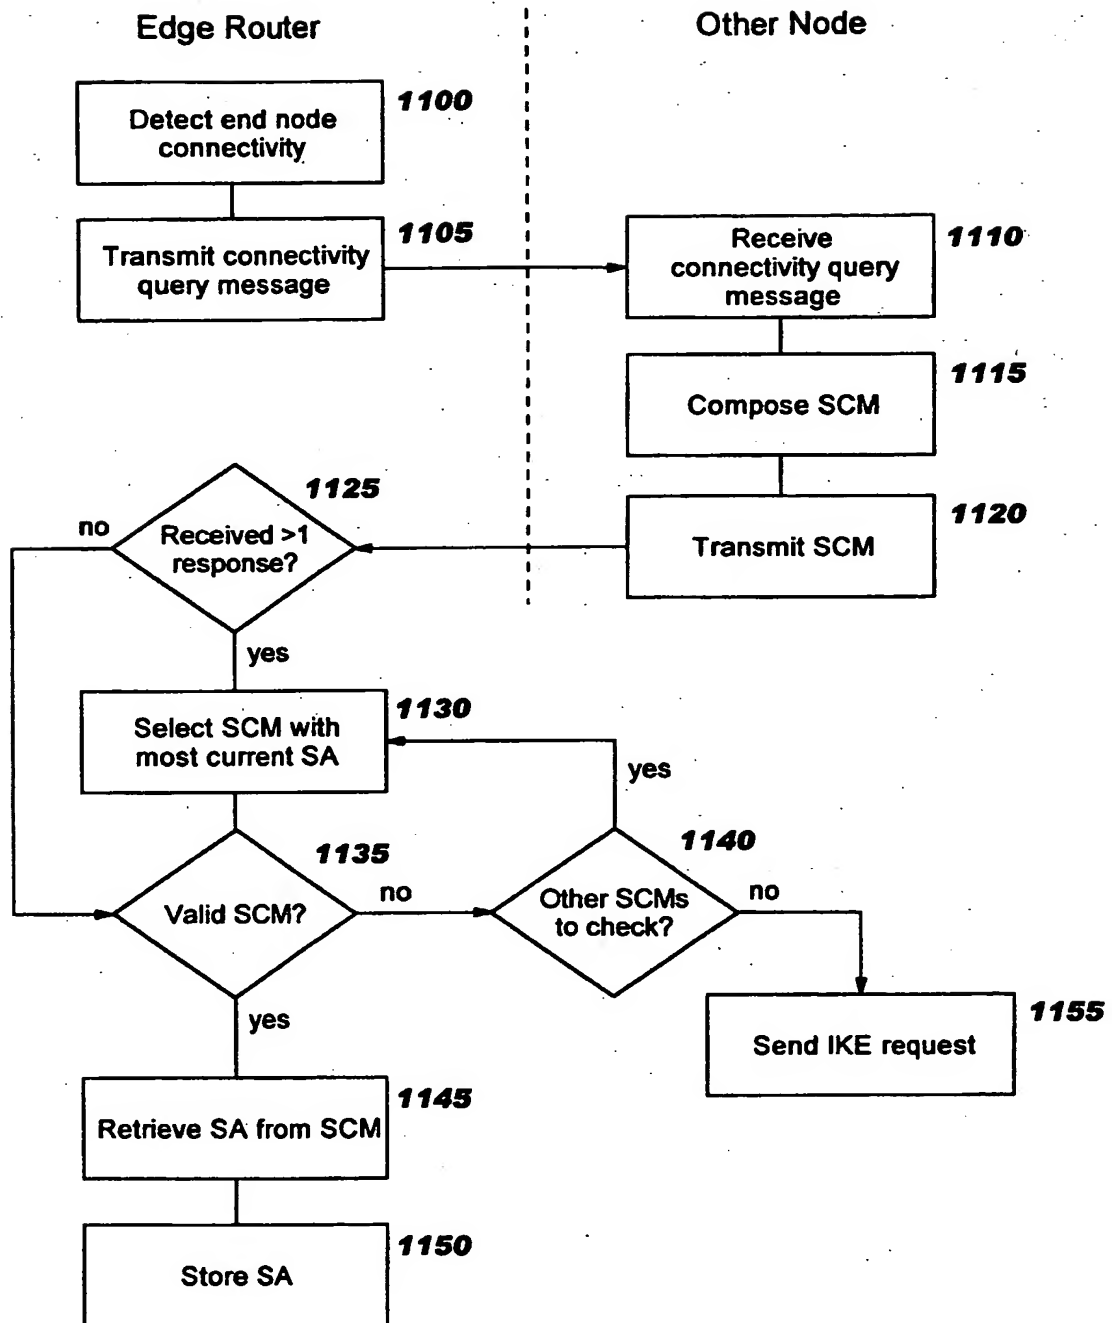 Edge Router
Other Node
1100
Detect end node
connectivity
1105
Transmit connectivity
query message
1110
Receive
connectivity query
message
1115
Compose SCM
1120
Transmit SCM
1125
no
Received >1
response?
yes
1130
Select SCM with
most current SA
yes
1135
Valid SCM?
no
1140
Other SCMs
to check?
no
yes
1155
Send IKE request
1145
Retrieve SA from SCM
1150
Store SA